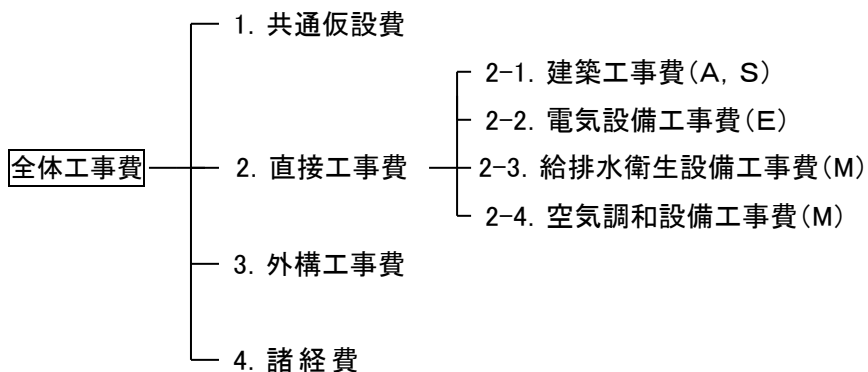 全体工事費
1. 共通仮設費
2. 直接工事費
2-1. 建築工事費(A, S)
2-2. 電気設備工事費(E)
2-3. 給排水衛生設備工事費(M)
2-4. 空気調和設備工事費(M)
3. 外構工事費
4. 諸経費